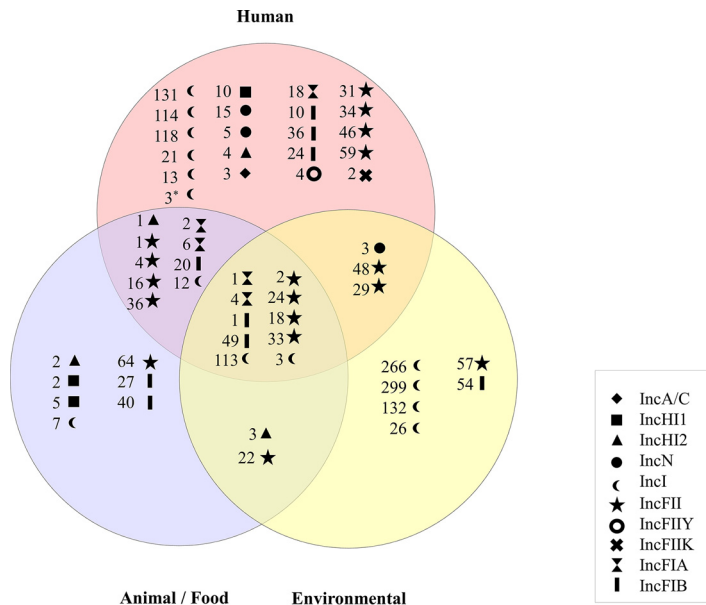 Human
131 10 18 31
114 15 10 34
118 5 36 46
21 4 24 59
13 3 4 2
3*
1 2
1 6
4 20
16 12
36
3
48
29
1 2
4 24
1 18
49 33
113 3
2 64
2 27
5 40
7
266 57
299 54
132
26
3
22
IncA/C
IncHI1
IncHI2
IncN
IncI
IncFII
IncFIIY
IncFIIK
IncFIA
IncFIB
Animal / Food Environmental